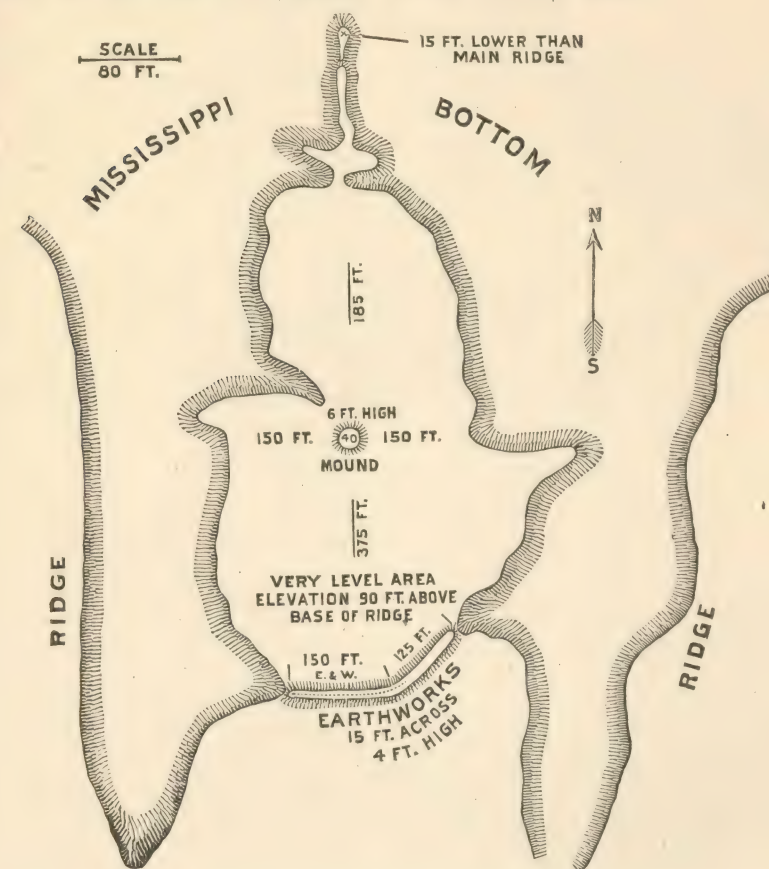 SCALE
80 FT.
15 FT. LOWER THAN
MAIN RIDGE
MISSISSIPPI
BOTTOM
N
S
185 FT.
6 FT. HIGH
150 FT.
40
150 FT.
MOUND
375 FT.
VERY LEVEL AREA
ELEVATION 90 FT. ABOVE
BASE OF RIDGE
RIDGE
RIDGE
150 FT.
E. & W.
125 FT.
EARTHWORKS
15 FT. ACROSS
4 FT. HIGH